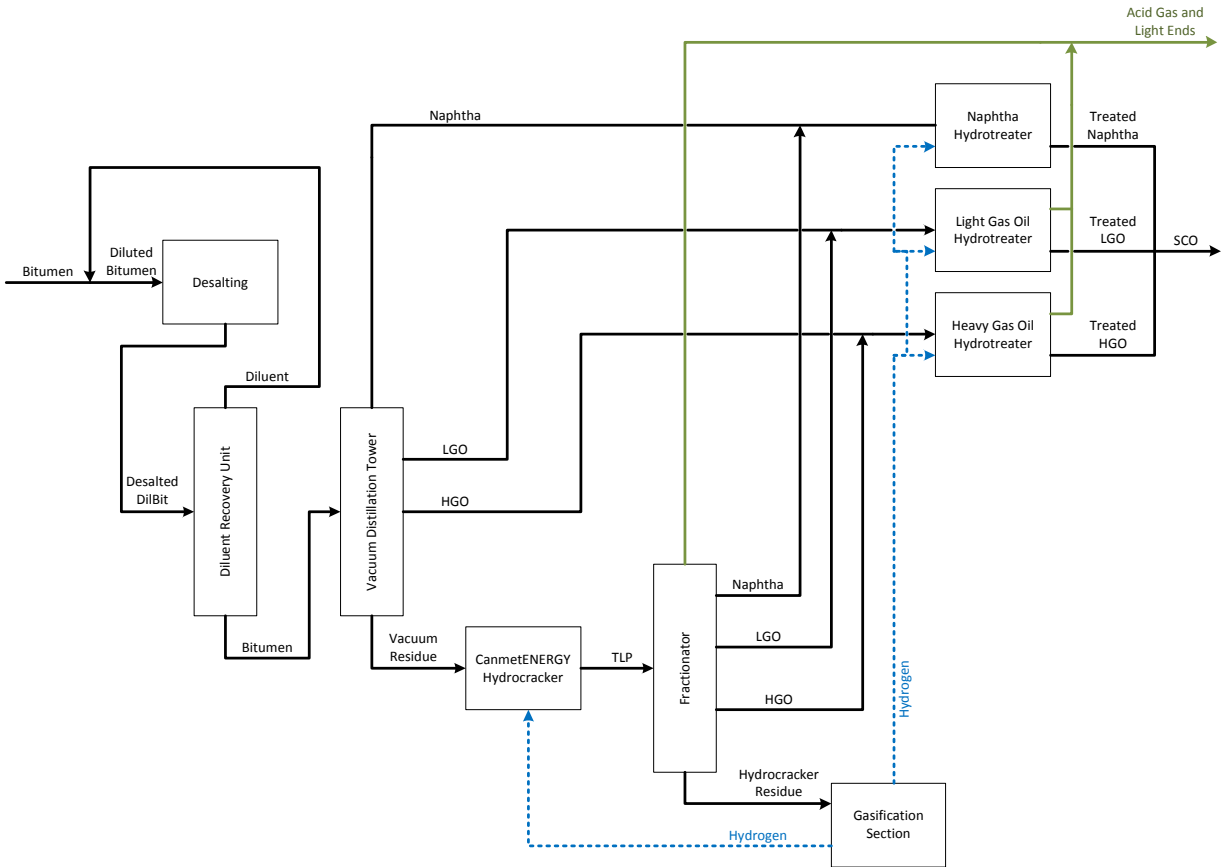 Acid Gas and
Light Ends
Naphtha
Naphtha
Hydrotreater
Treated
Naphtha
Light Gas Oil
Hydrotreater
Treated
LGO
SCO
Diluted
Bitumen
Bitumen
Desalting
Heavy Gas Oil
Hydrotreater
Treated
HGO
Diluent
LGO
Desalted
DilBit
Diluent Recovery Unit
Vacuum Distillation Tower
HGO
Naphtha
Bitumen
Vacuum
Residue
CanmetENERGY
Hydrocracker
TLP
Fractionator
LGO
HGO
Hydrogen
Hydrocracker
Residue
Gasification
Section
Hydrogen